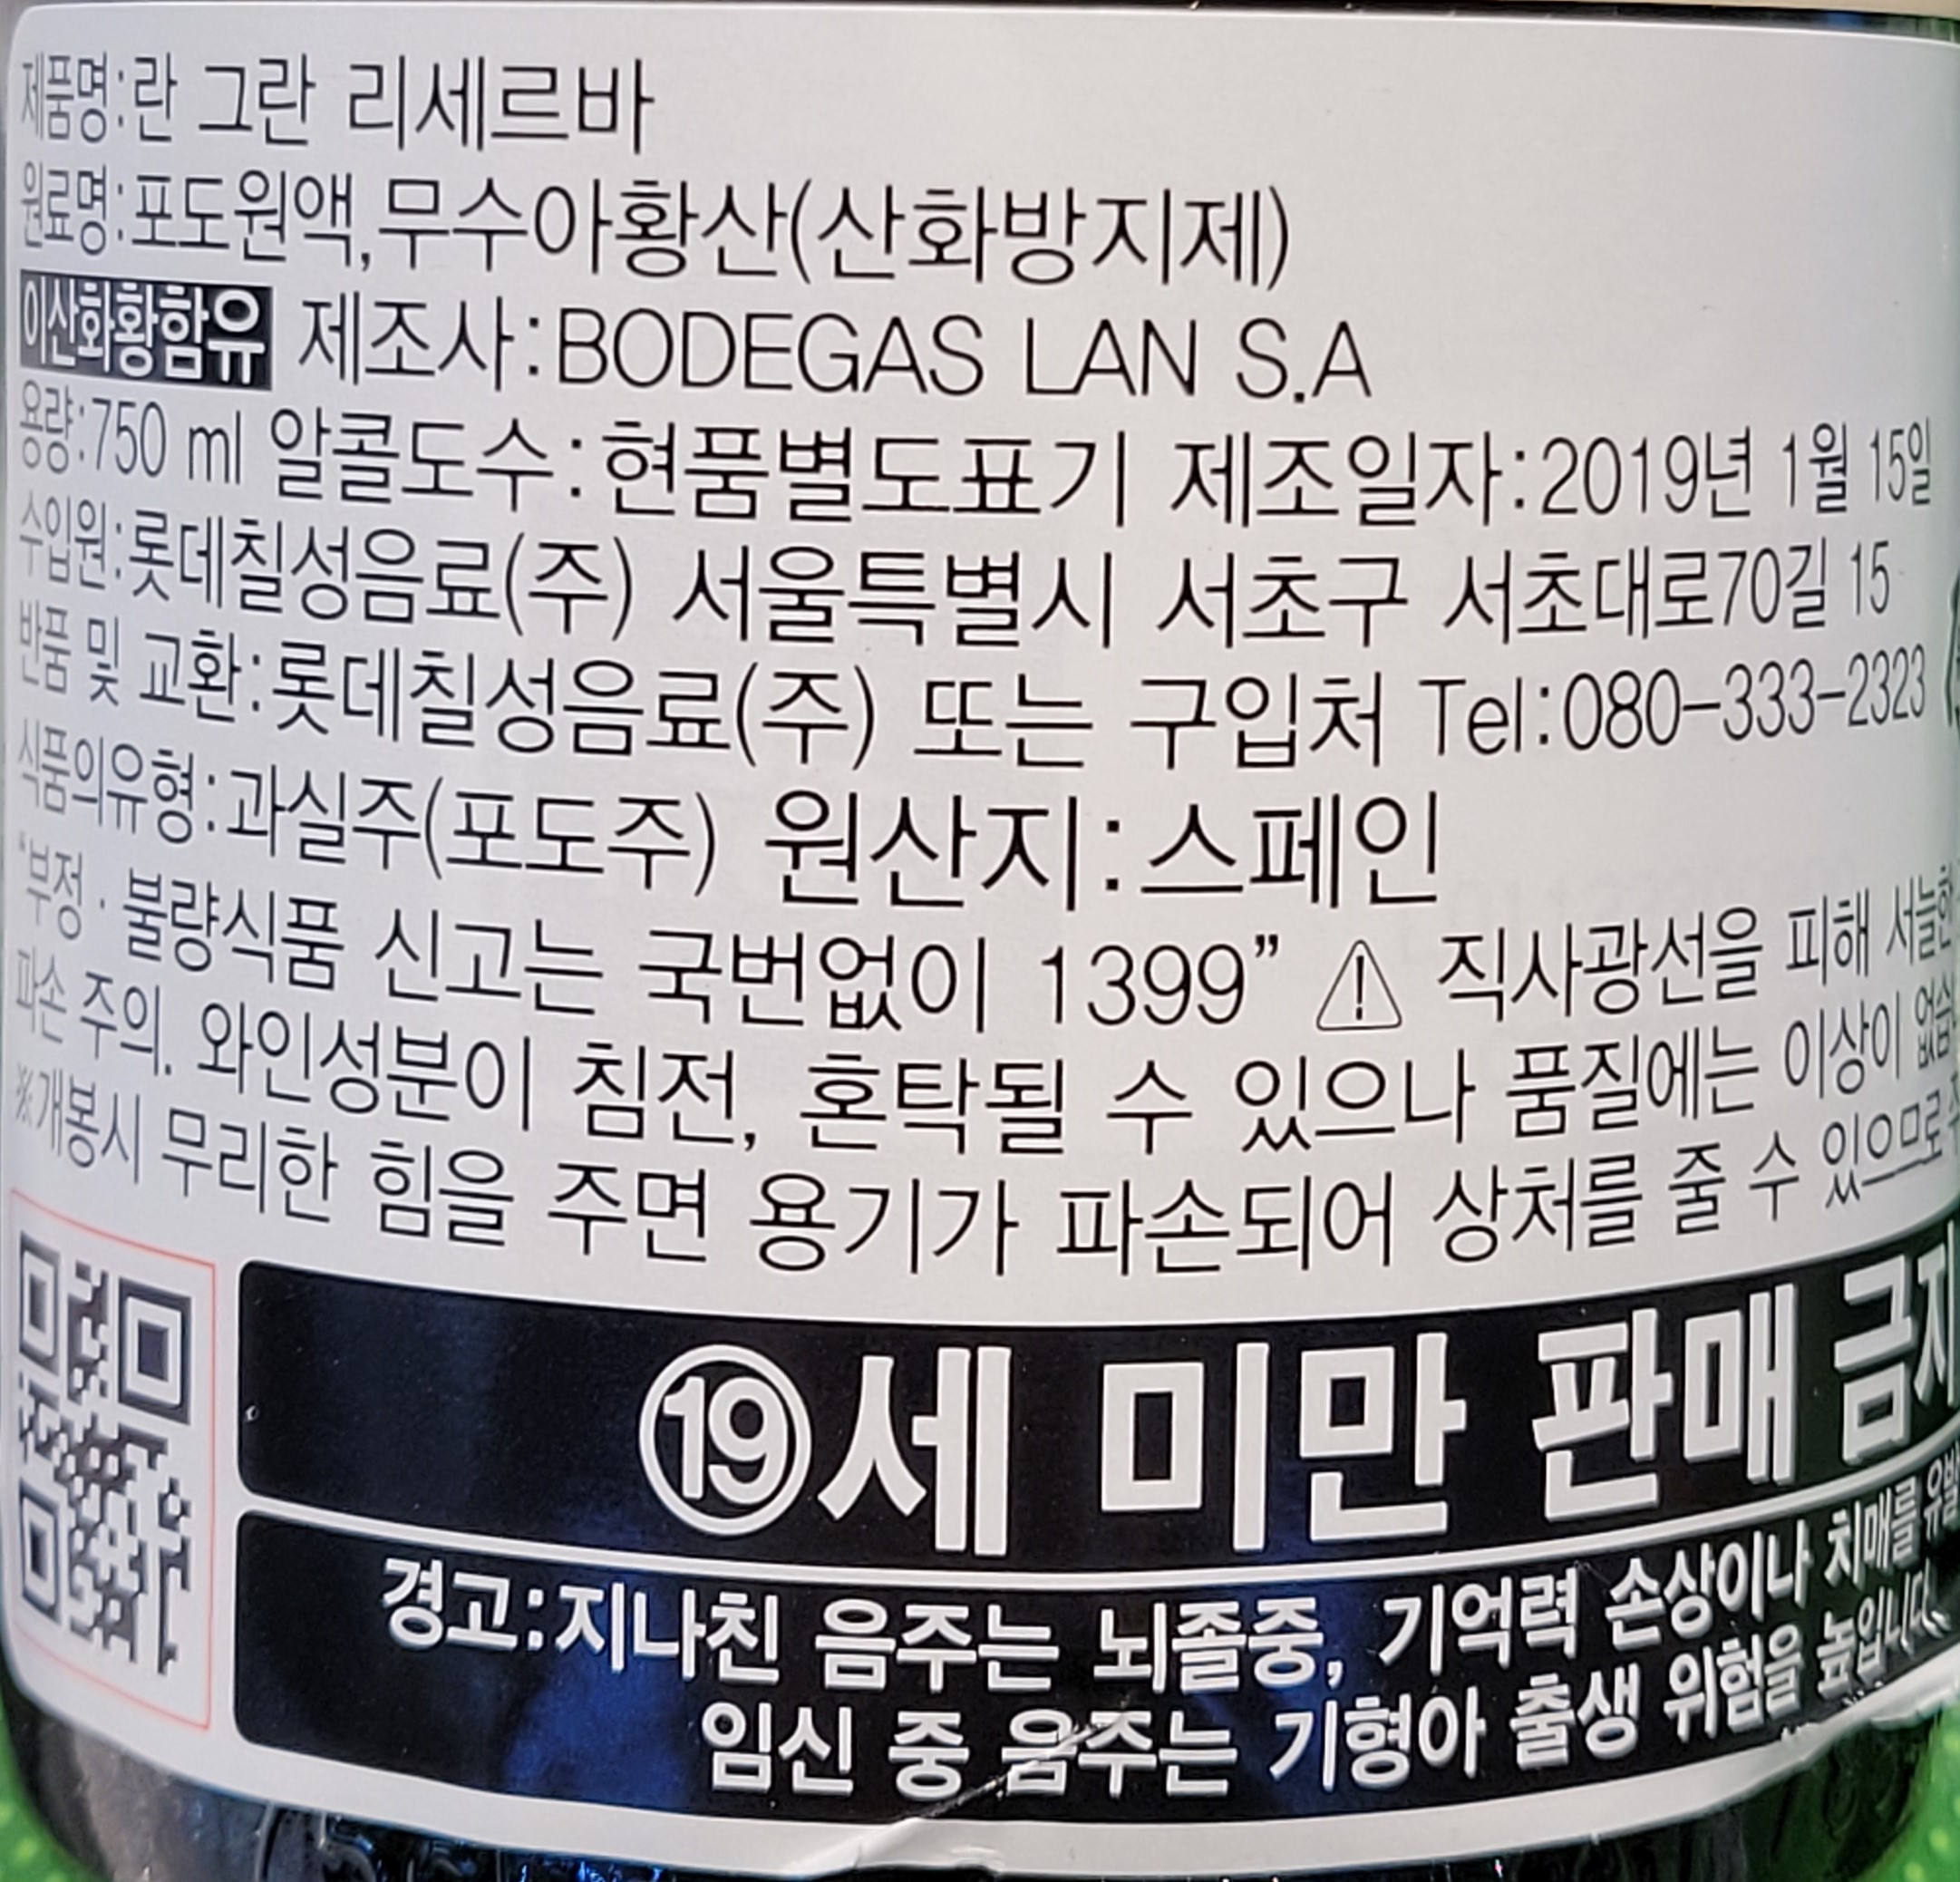 제품명:란 그란 리세르바
원료명:포도원액,무수아황산(산화방지제)
이산화황함유 제조사:BODEGAS LAN S.A
용량:750 ml 알콜도수:현품별도표기 제조일자:2019년 1월 15일
수입원:롯데칠성음료(주) 서울특별시 서초구 서초대로70길 15
반품 및 교환:롯데칠성음료(주) 또는 구입처 Tel:080-333-2323
식품의유형:과실주(포도주) 원산지:스페인
“부정·불량식품 신고는 국번없이 1399” ⚠ 직사광선을 피해 서늘한
파손 주의. 와인성분이 침전, 혼탁될 수 있으나 품질에는 이상이
※개봉시 무리한 힘을 주면 용기가 파손되어 상처를 줄 수 있으므로
⑲세 미만 판매 금지
경고:지나친 음주는 뇌졸중, 기억력 손상이나 치매를
임신 중 음주는 기형아 출생 위험을 높입니다.